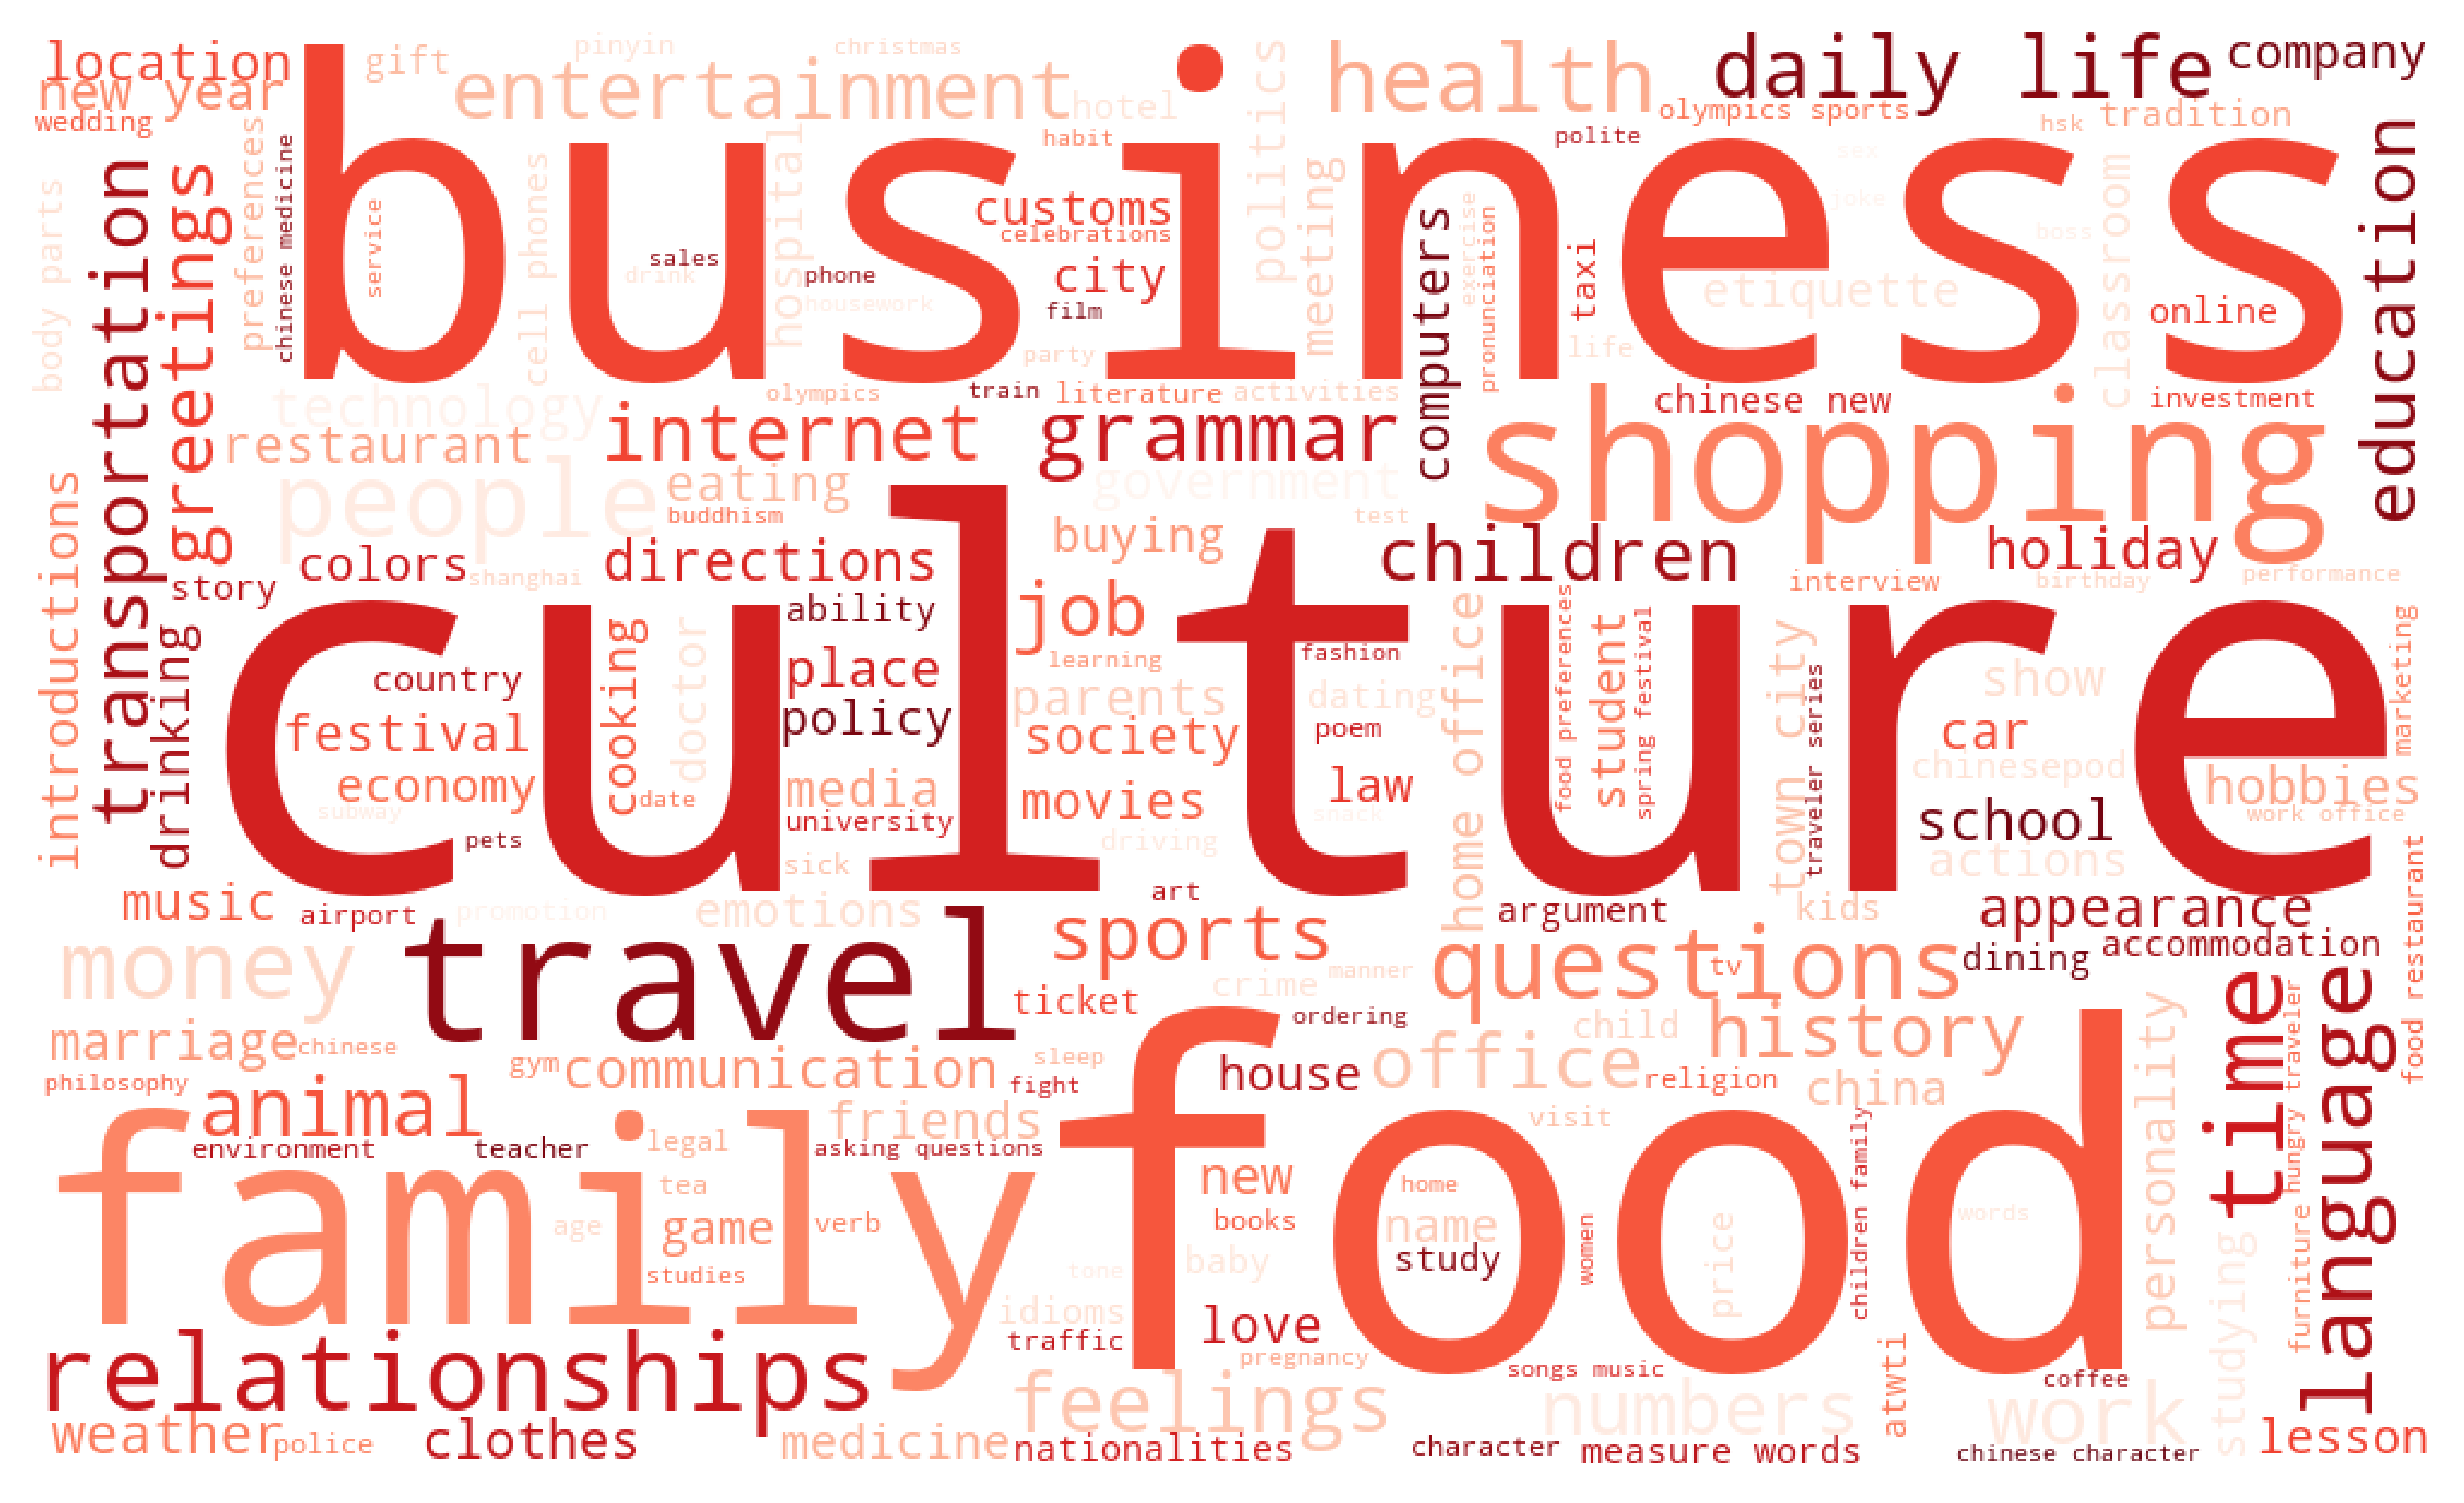 location
gift
pinyin
christmas
politics
health
daily life
company
new year
entertainment
hotel
olympics sports
hsk
tradition
wedding
preferences
habit
polite
sex
business
transportation
greetings
body parts
chinese medicine
service
cell phones
hospital
customs
celebrations
sales
drink
phone
housework
city
film
party
meeting
computers
exercise
pronunciation
taxi
life
etiquette
joke
boss
classroom
online
education
technology
olympics
train
literature
activities
chinese new
investment
restaurant
internet
grammar
shopping
people
eating
government
buddhism
buying
test
introductions
colors
shanghai
directions
children
holiday
story
interview
birthday
performance
culture
drinking
ability
job
country
cooking
doctor
place
learning
fashion
parents
dating
policy
festival
society
poem
economy
media
movies
law
date
subway
university
snack
driving
pets
sick
home office
food preferences
student
spring festival
town city
traveler series
show
car
chinesepod
marketing
hobbies
work office
school
actions
music
airport
promotion
emotions
art
argument
kids
appearance
food restaurant
money
travel
sports
questions
tv
dining
accommodation
crime
manner
ticket
ordering
time
language
marriage
chinese
communication
gym
sleep
fight
house
office
child
history
religion
china
personality
hungry traveler
philosophy
animal
friends
visit
environment
teacher
legal
asking questions
family
food
tea
new
home
age
game
verb
books
name
words
studies
study
baby
tone
women
price
children family
studying
furniture
idioms
traffic
love
pregnancy
relationships
songs music
atwti
coffee
feelings
numbers
work
weather
police
clothes
medicine
nationalities
character
measure words
chinese character
lesson